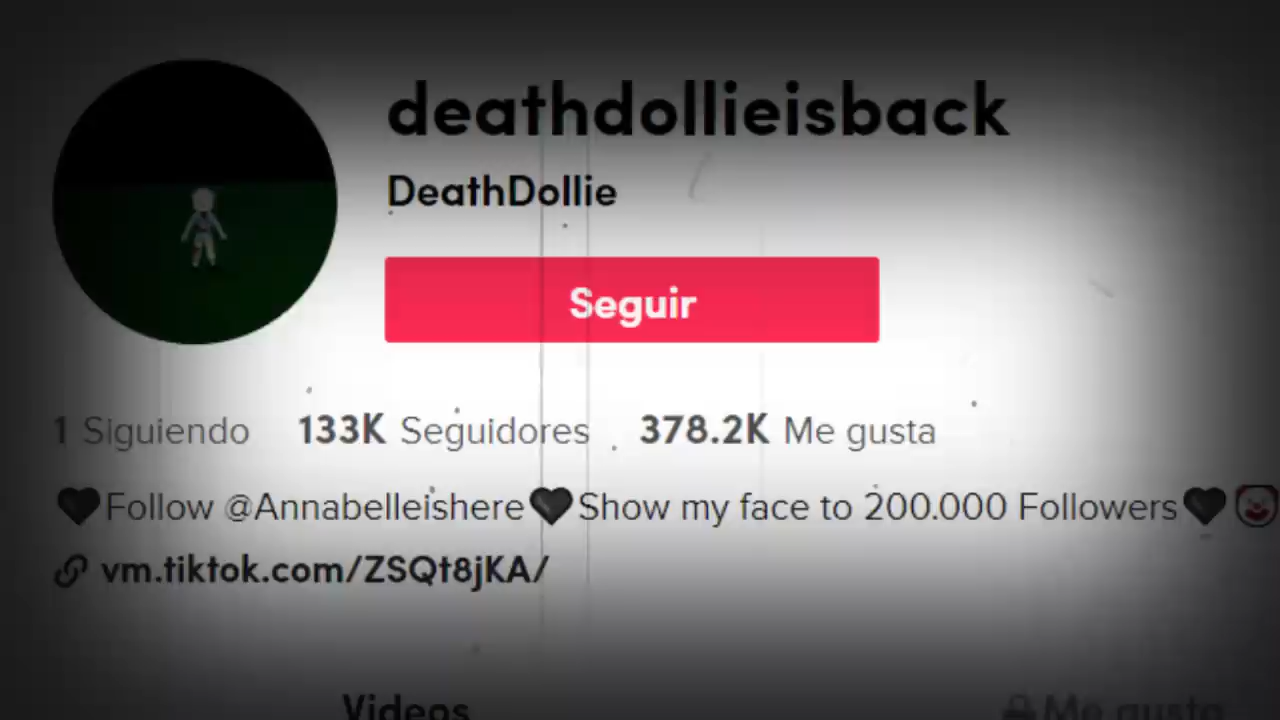 deathdollieisback
DeathDollie
Seguir
1 Siguiendo 133K Seguidores 378.2K Me gusta
🖤Follow @Annabelleishere🖤Show my face to 200.000 Followers🖤🤡
vm.tiktok.com/ZSQt8jKA/
Videos Me gusta